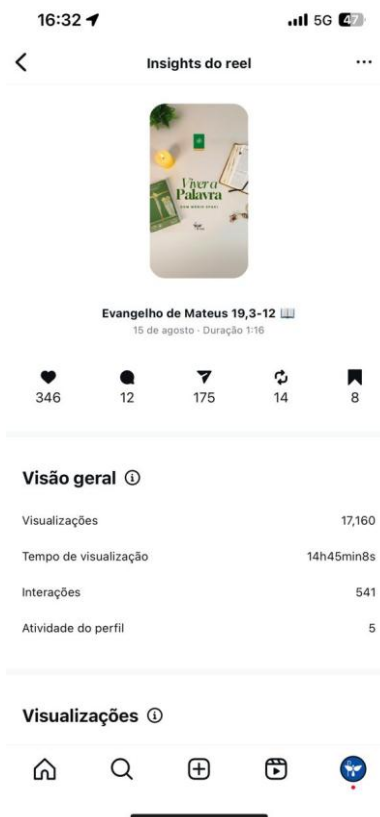 16:32
5G 47
Insights do reel
Viver a
Palavra
Evangelho de Mateus 19,3-12
15 de agosto · Duração 1:16
346 12 175 14 8
Visão geral
Visualizações 17,160
Tempo de visualização 14h45min8s
Interações 541
Atividade do perfil 5
Visualizações